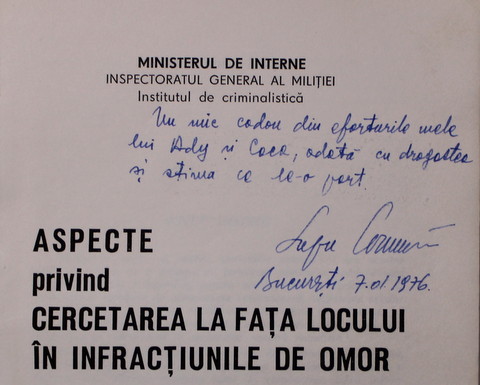 MINISTERUL DE INTERNE
INSPECTORATUL GENERAL AL MILIȚIEI
Institutul de criminalistică
Un mic cadou din eforturile mele
lui Ady și Coca, odată cu dragostea
și stima ce le-o port.
București 7.01.1976.
ASPECTE
privind
CERCETAREA LA FAȚA LOCULUI
ÎN INFRACȚIUNILE DE OMOR